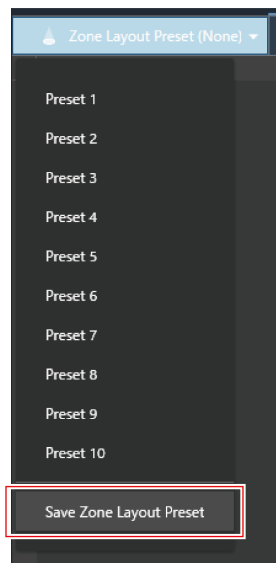 Zone Layout Preset (None)
Preset 1
Preset 2
Preset 3
Preset 4
Preset 5
Preset 6
Preset 7
Preset 8
Preset 9
Preset 10
Save Zone Layout Preset